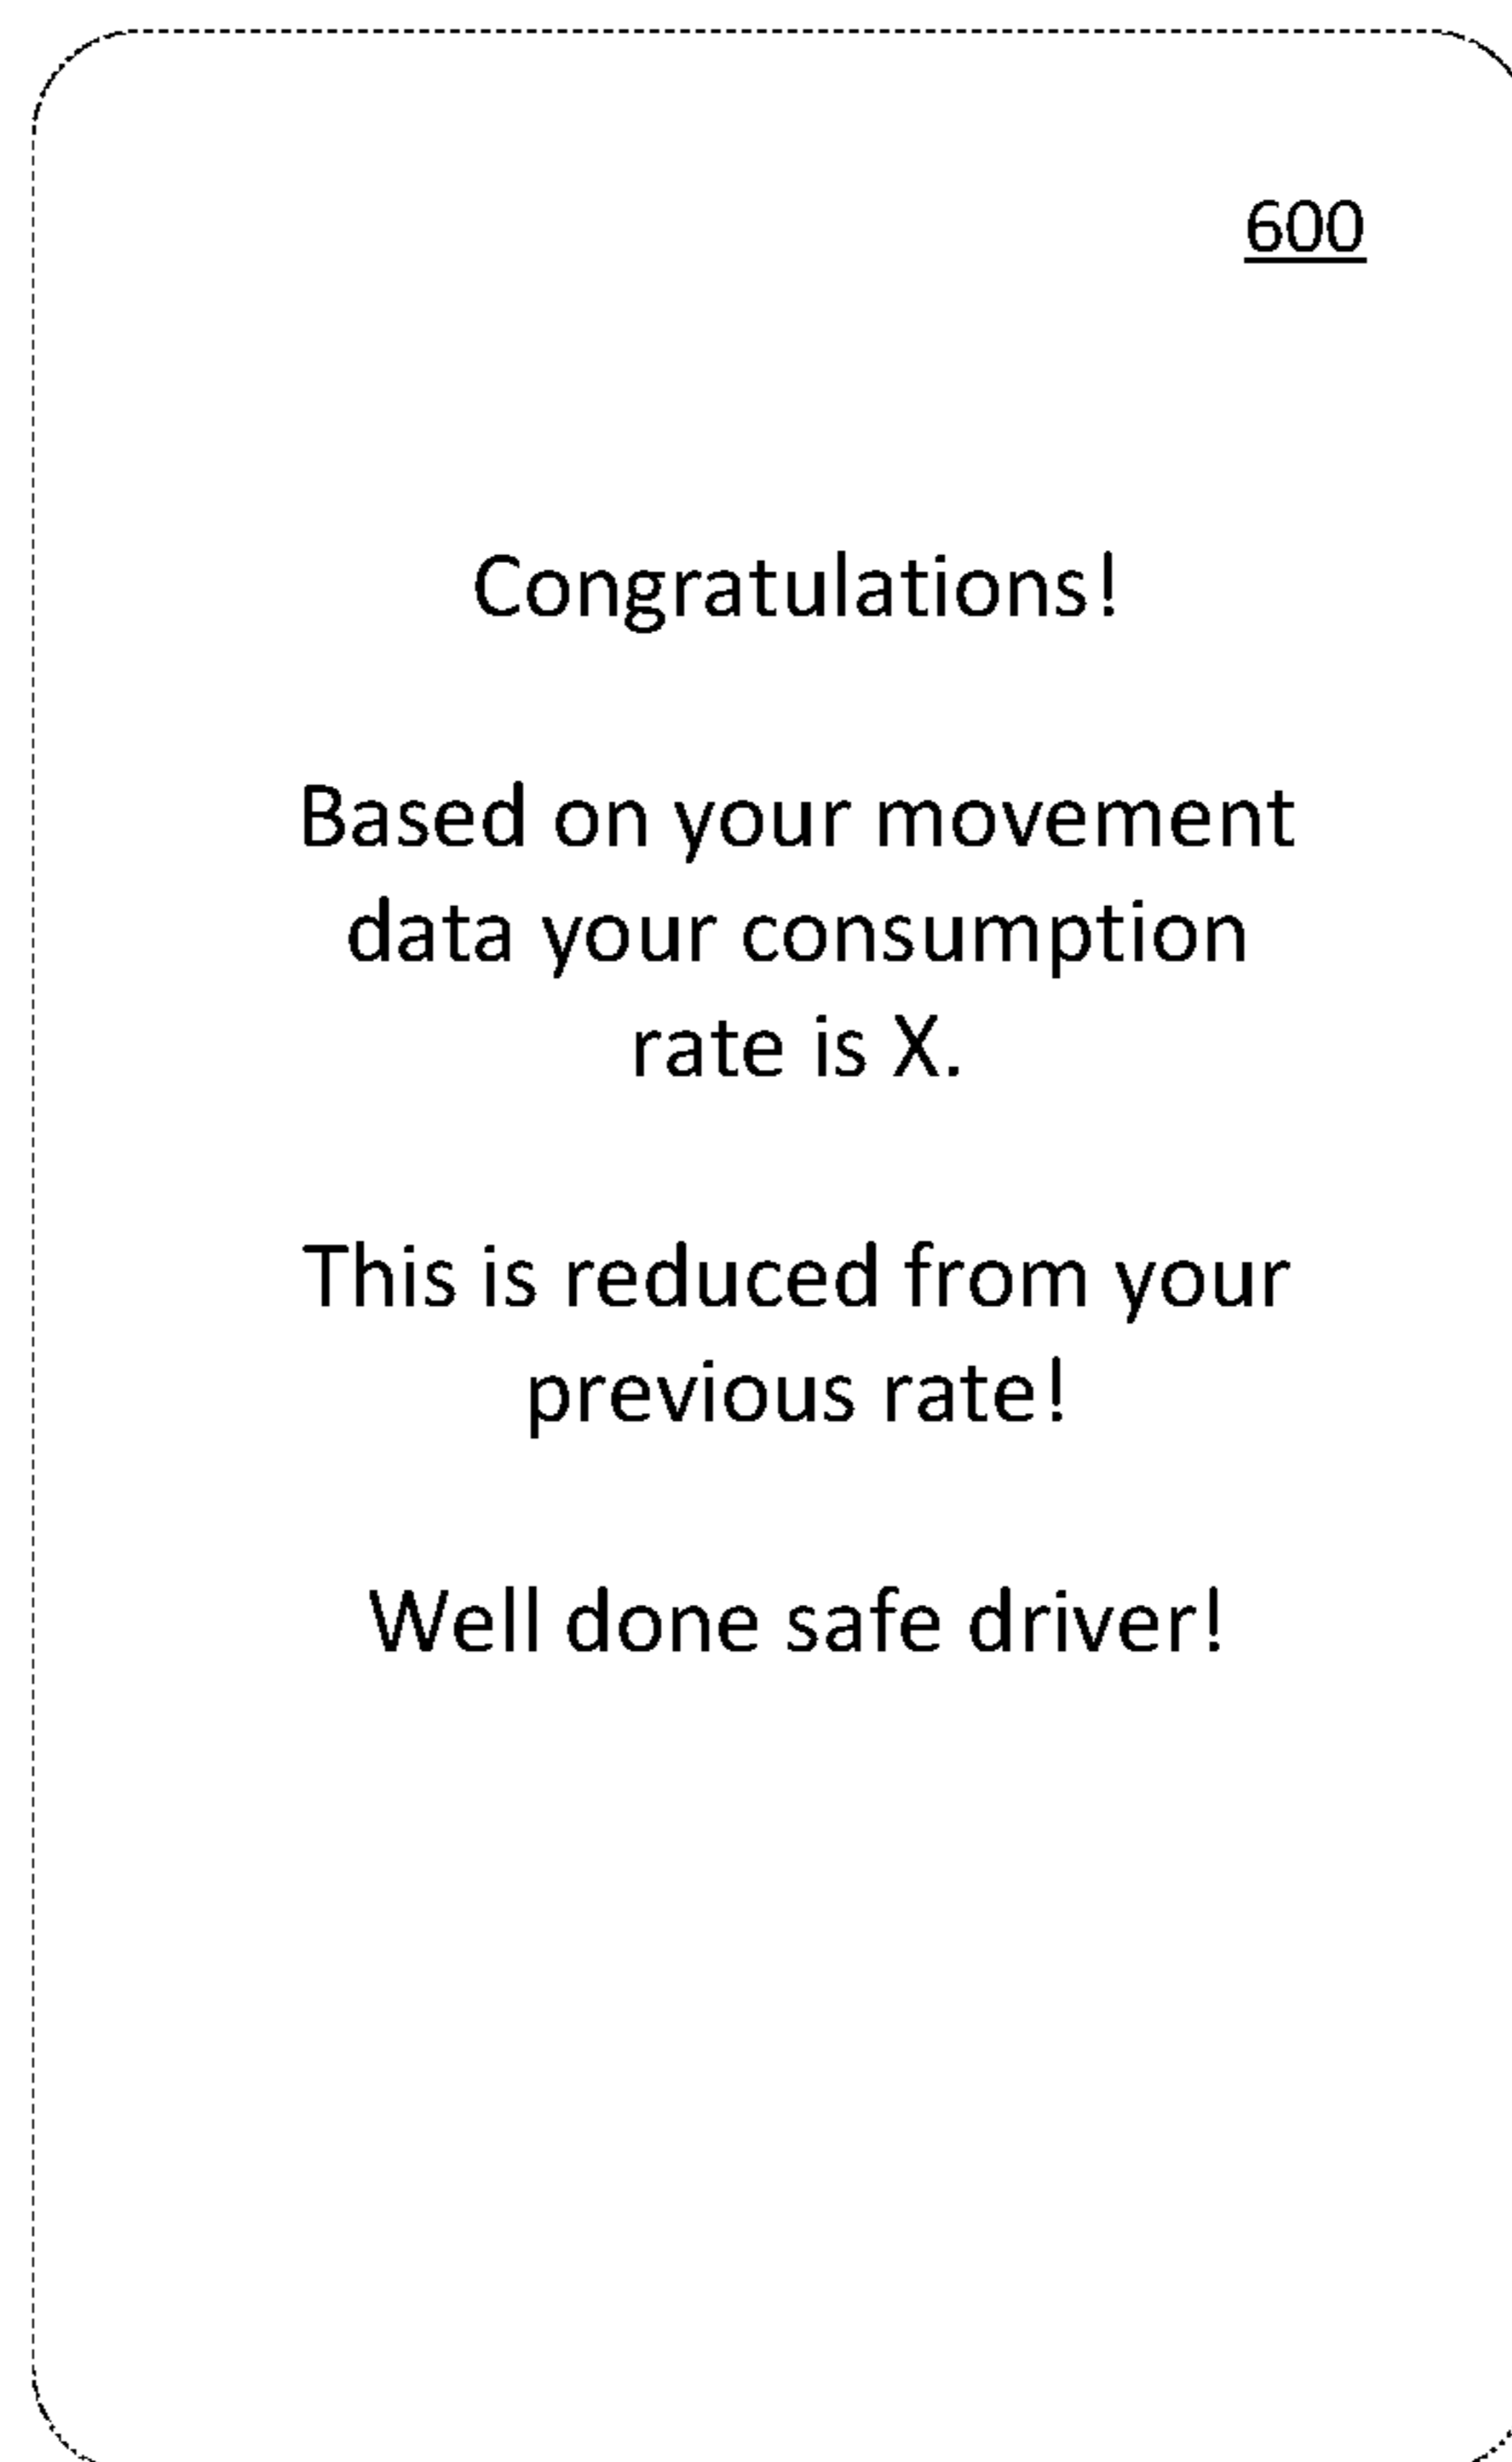 600
Congratulations!
Based on your movement
data your consumption
rate is X.
This is reduced from your
previous rate!
Well done safe driver!